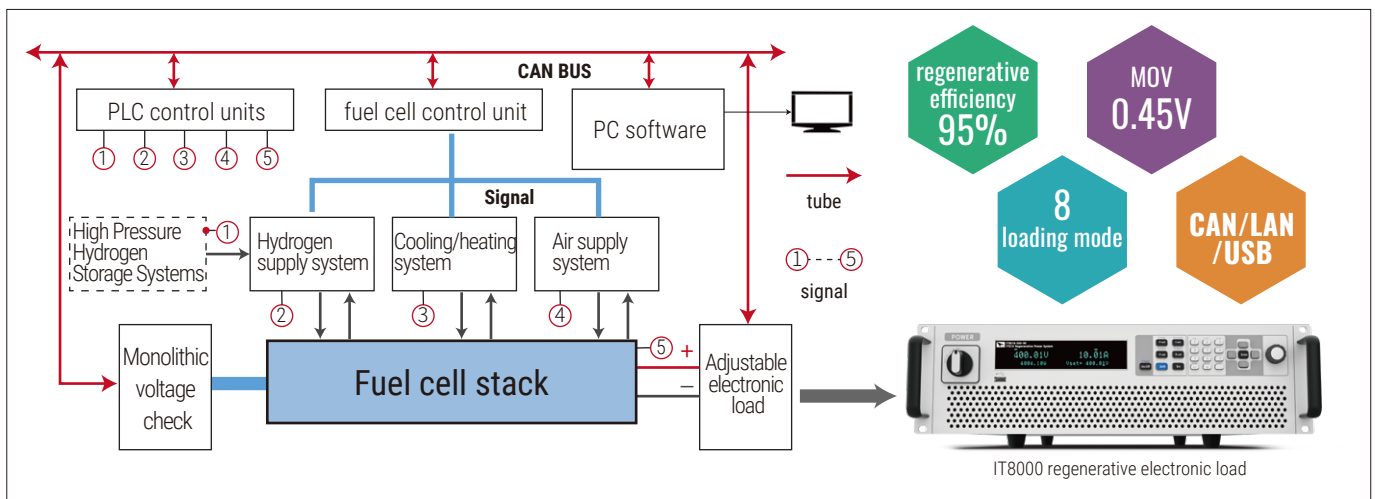 CAN BUS
PLC control units
① ② ③ ④ ⑤
fuel cell control unit
PC software
tube
Signal
High Pressure
Hydrogen
Storage Systems
①
Hydrogen
supply system
②
Cooling/heating
system
③
Air supply
system
④
①----⑤
signal
Monolithic
voltage
check
Fuel cell stack
⑤ +
−
Adjustable
electronic
load
regenerative
efficiency
95%
MOV
0.45V
8
loading mode
CAN/LAN
/USB
POWER
400.01V 10.01A
IT8000 regenerative electronic load